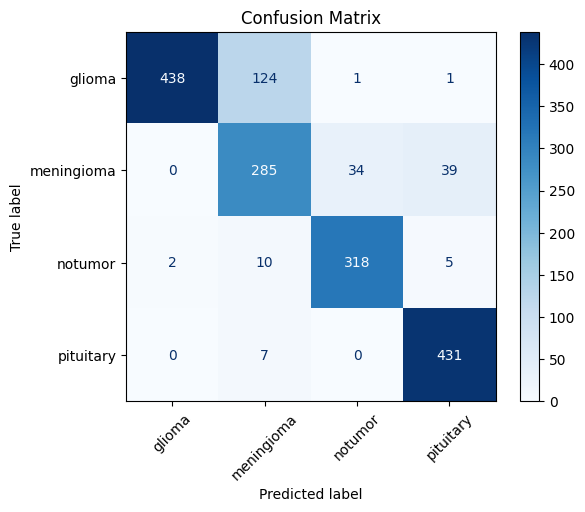 Confusion Matrix
True label
glioma 438 124 1 1
meningioma 0 285 34 39
notumor 2 10 318 5
pituitary 0 7 0 431
glioma meningioma notumor pituitary
Predicted label
400
350
300
250
200
150
100
50
0